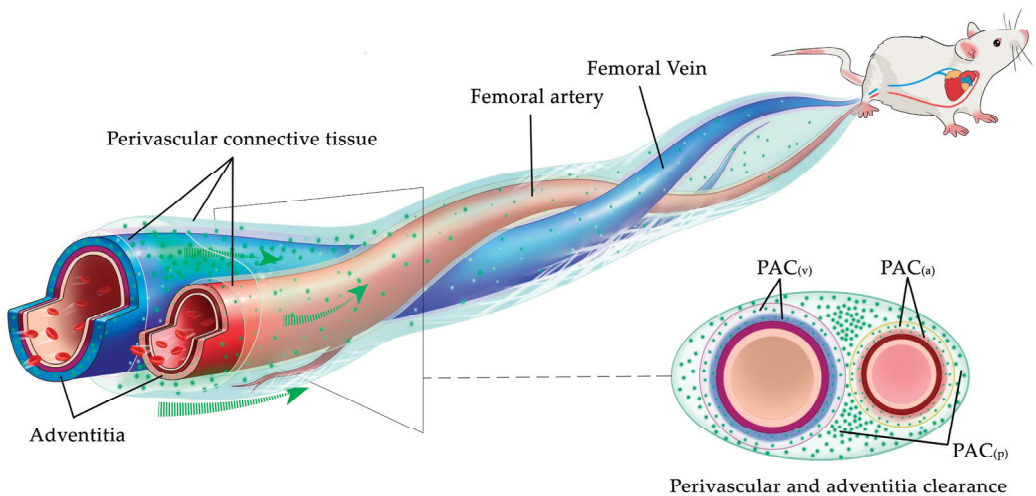 Femoral Vein
Femoral artery
Perivascular connective tissue
Adventitia
PAC(v)
PAC(a)
PAC(p)
Perivascular and adventitia clearance